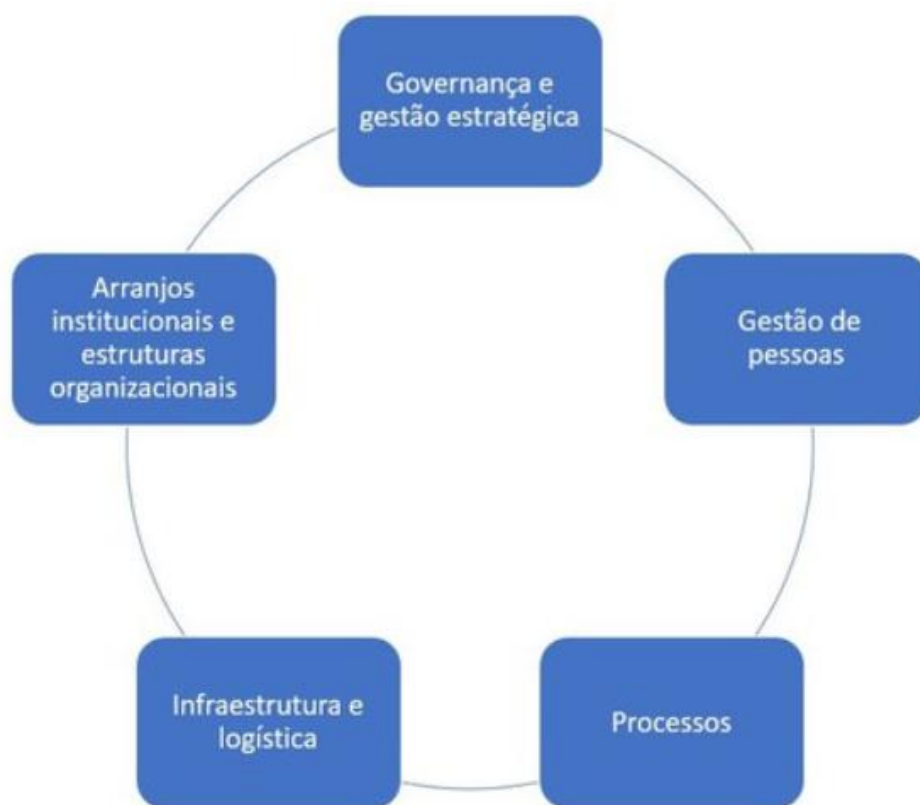 Governança e
gestão estratégica
Arranjos
institucionais e
estruturas
organizacionais
Gestão de
pessoas
Infraestrutura e
logística
Processos